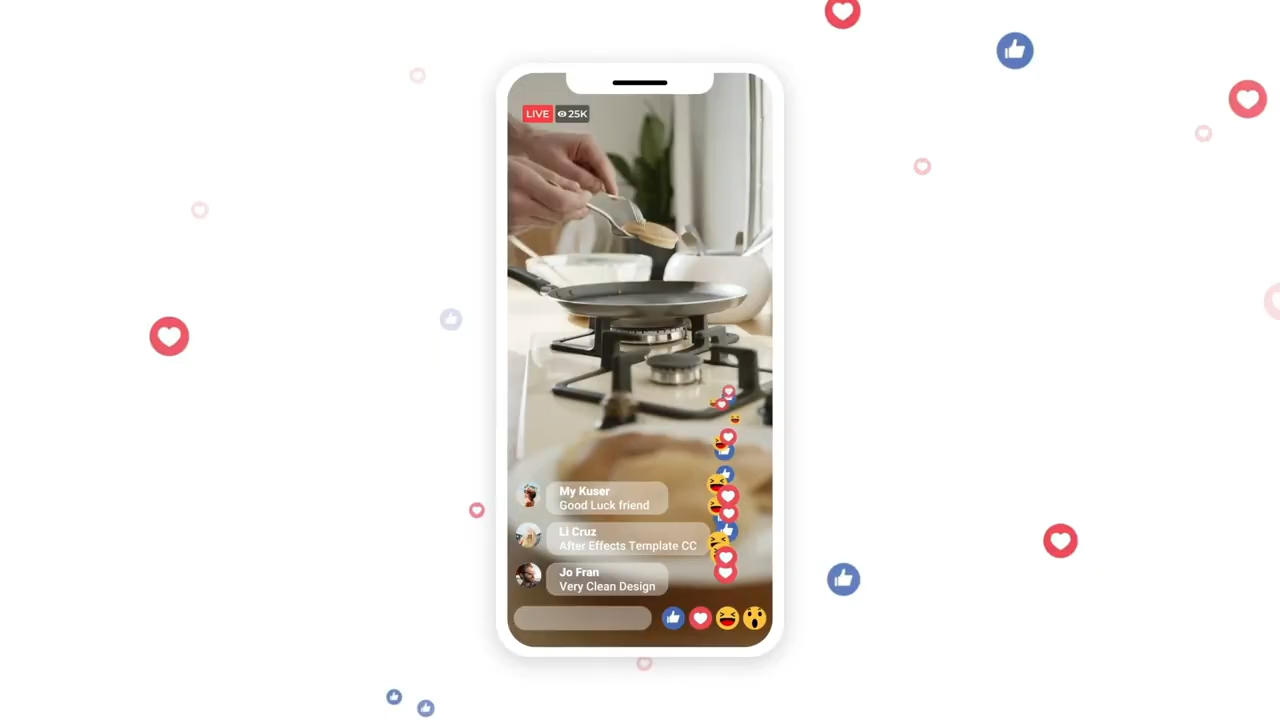 LIVE 25K
My Kuser
Good Luck friend
Li Cruz
After Effects Template CC
Jo Fran
Very Clean Design